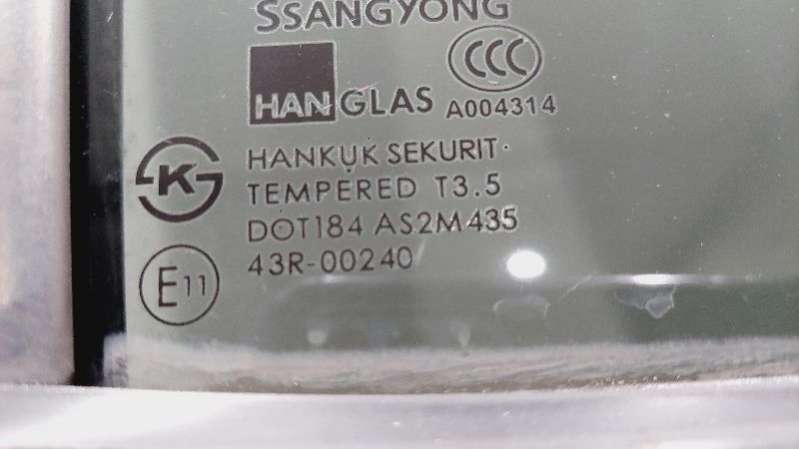 SSANGYONG
CCC
HANGLAS A004314
HANKUK SEKURIT
TEMPERED T3.5
DOT184 AS2M435
43R-00240
K
E11